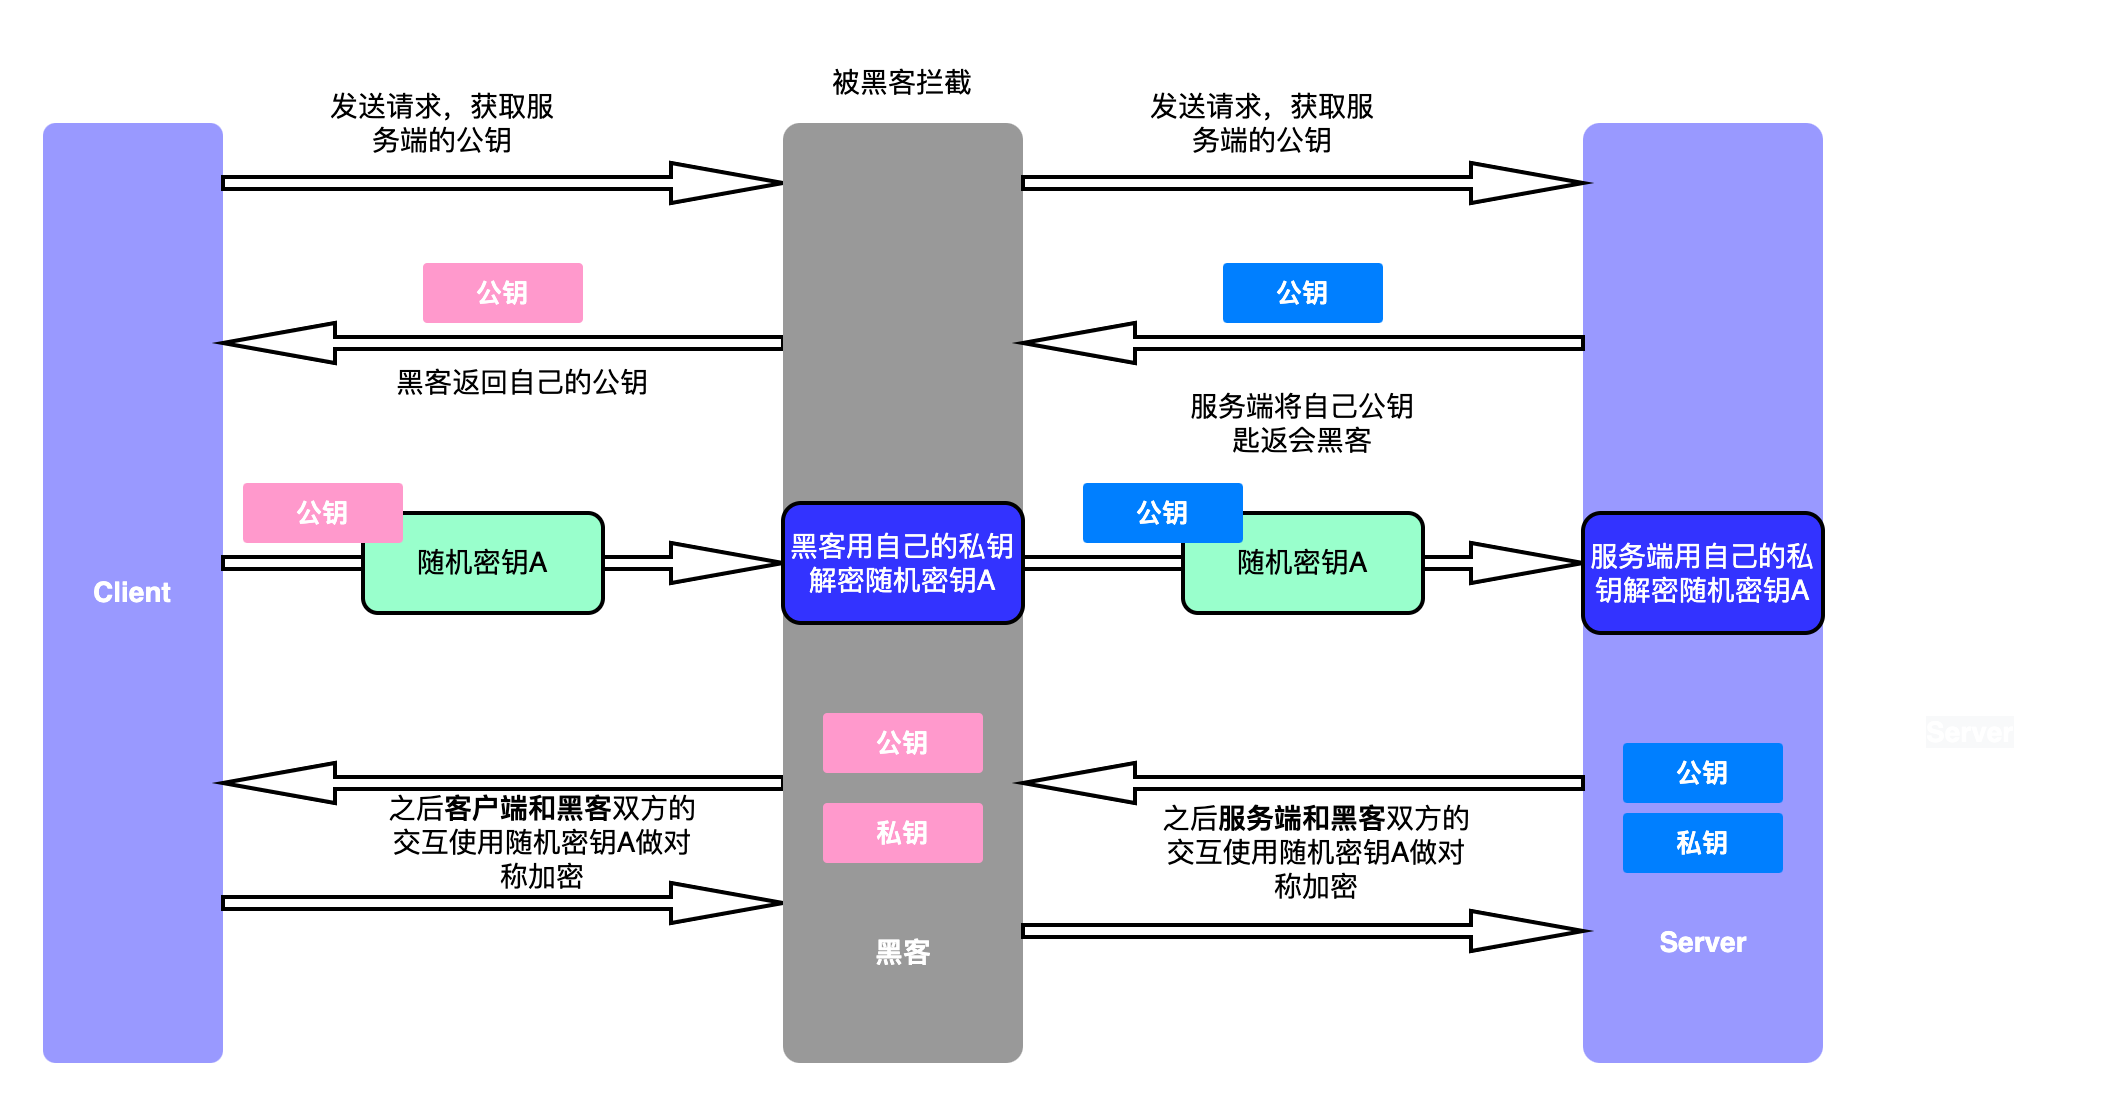 被黑客拦截
发送请求，获取服
务端的公钥
发送请求，获取服
务端的公钥
公钥
公钥
黑客返回自己的公钥
服务端将自己公钥
匙返会黑客
公钥
随机密钥A
黑客用自己的私钥
解密随机密钥A
公钥
随机密钥A
服务端用自己的私
钥解密随机密钥A
Client
公钥
私钥
Server
公钥
私钥
之后客户端和黑客双方的
交互使用随机密钥A做对
称加密
之后服务端和黑客双方的
交互使用随机密钥A做对
称加密
黑客
Server